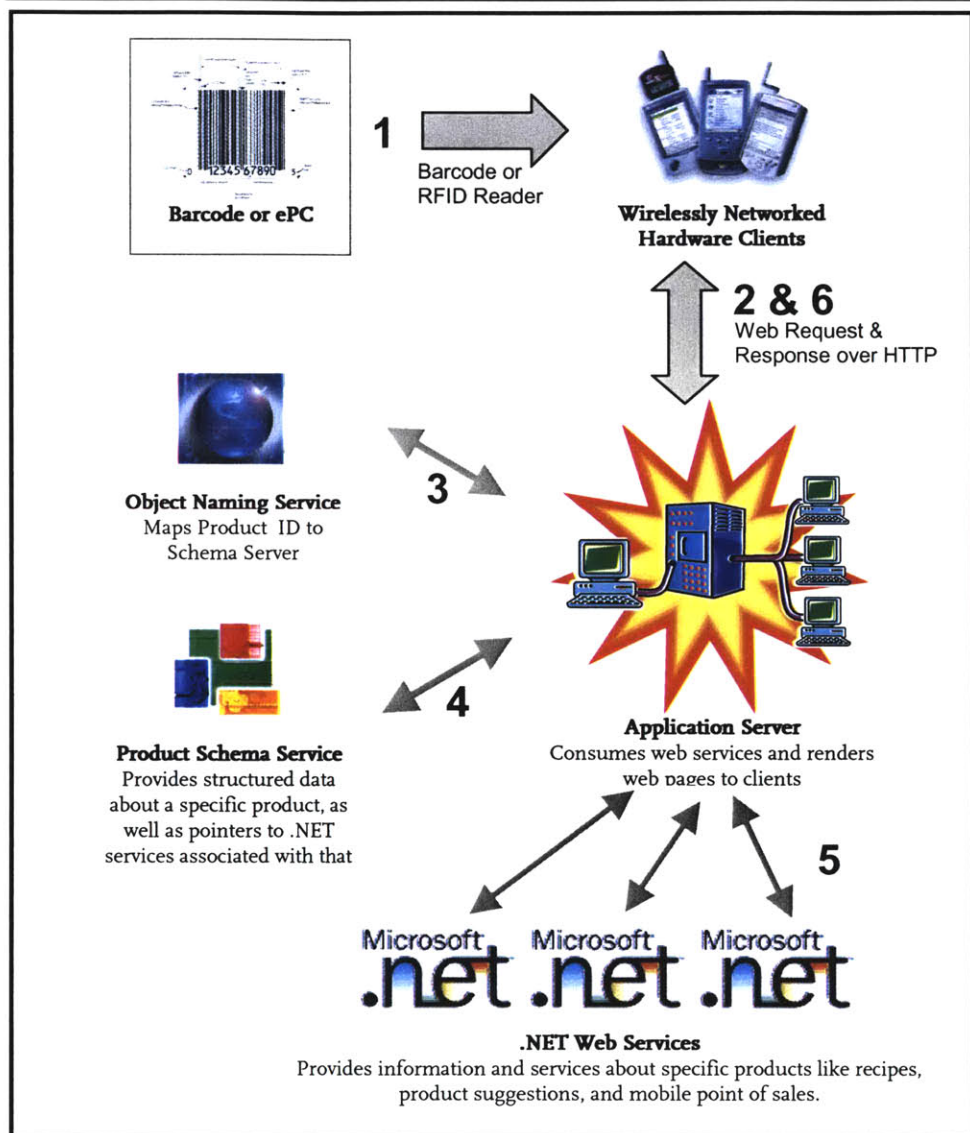 0 12345 67890 5
Barcode or ePC
1
Barcode or
RFID Reader
Wirelessly Networked
Hardware Clients
2 & 6
Web Request &
Response over HTTP
Object Naming Service
Maps Product ID to
Schema Server
3
Product Schema Service
Provides structured data
about a specific product, as
well as pointers to .NET
services associated with that
4
Application Server
Consumes web services and renders
web pages to clients
5
Microsoft
.net
Microsoft
.net
Microsoft
.net
.NET Web Services
Provides information and services about specific products like recipes,
product suggestions, and mobile point of sales.